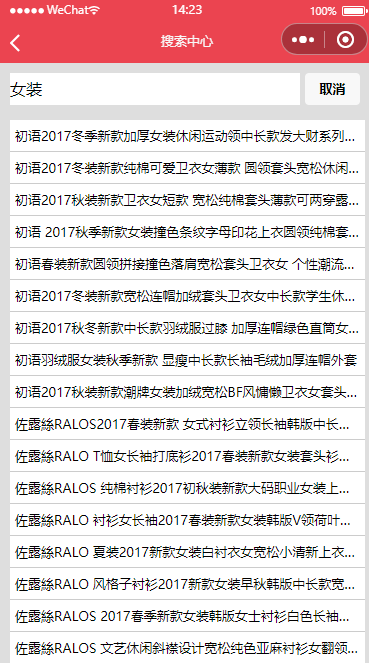 WeChat 14:23 100%
搜索中心
女装 取消
初语2017冬季新款加厚女装休闲运动领中长款发大财系列...
初语2017冬装新款纯棉可爱卫衣女薄款 圆领套头宽松休闲...
初语2017秋装新款卫衣女短款 宽松纯棉套头薄款可两穿露...
初语 2017秋季新款女装撞色条纹字母印花上衣圆领纯棉套...
初语春装新款圆领拼接撞色落肩宽松套头卫衣女 个性潮流...
初语2017冬装新款宽松连帽加绒套头卫衣女中长款学生休...
初语2017秋冬新款中长款羽绒服过膝 加厚连帽绿色直筒女...
初语羽绒服女装秋季新款 显瘦中长款长袖毛绒加厚连帽外套
初语2017秋装新款潮牌女装加绒宽松BF风慵懒卫衣女套头...
佐露絲RALOS2017春装新款 女式衬衫立领长袖韩版中长...
佐露絲RALO T恤女长袖打底衫2017春装新款女装套头衫...
佐露絲RALOS 纯棉衬衫2017初秋装新款大码职业女装上...
佐露絲RALO 衬衫女长袖2017春装新款女装韩版V领荷叶...
佐露絲RALO 夏装2017新款女装白衬衣女宽松小清新上衣...
佐露絲RALO 风格子衬衫2017新款女装早秋韩版中长款宽...
佐露絲RALOS 2017春季新款女装韩版女士衬衫白色长袖...
佐露絲RALOS 文艺休闲斜襟设计宽松纯色亚麻衬衫女翻领...